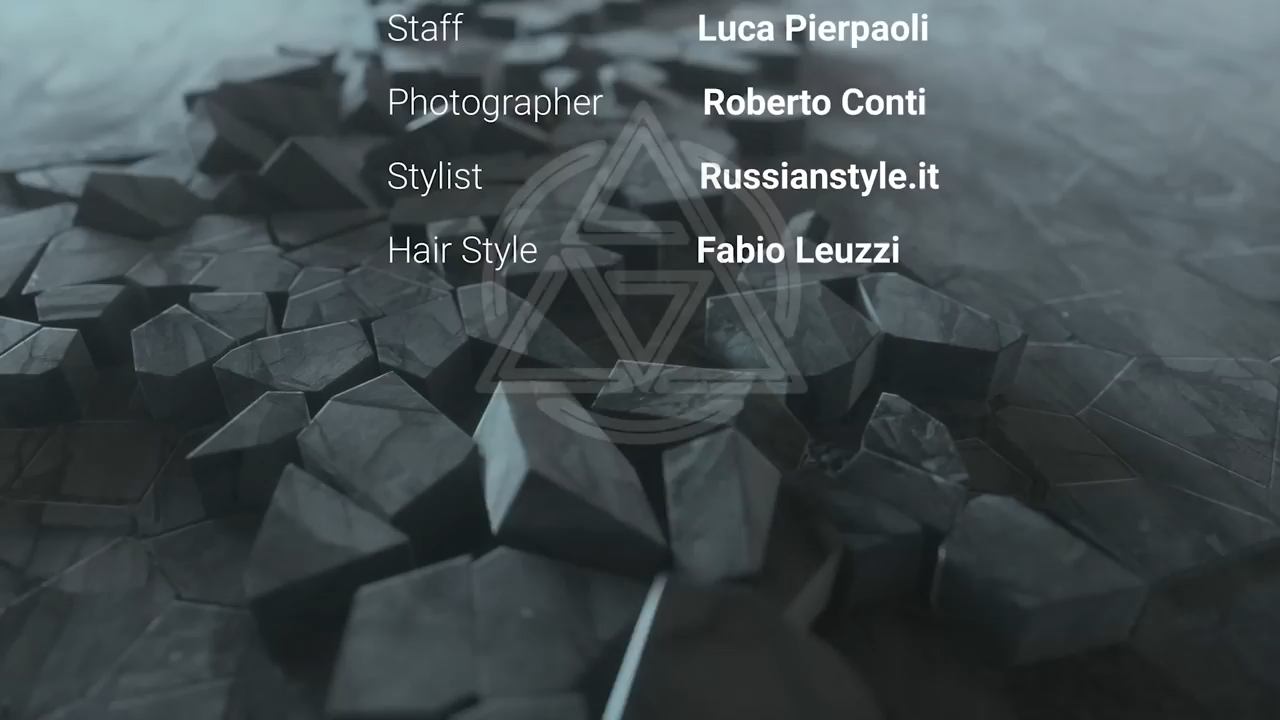 Staff Luca Pierpaoli
Photographer Roberto Conti
Stylist Russianstyle.it
Hair Style Fabio Leuzzi